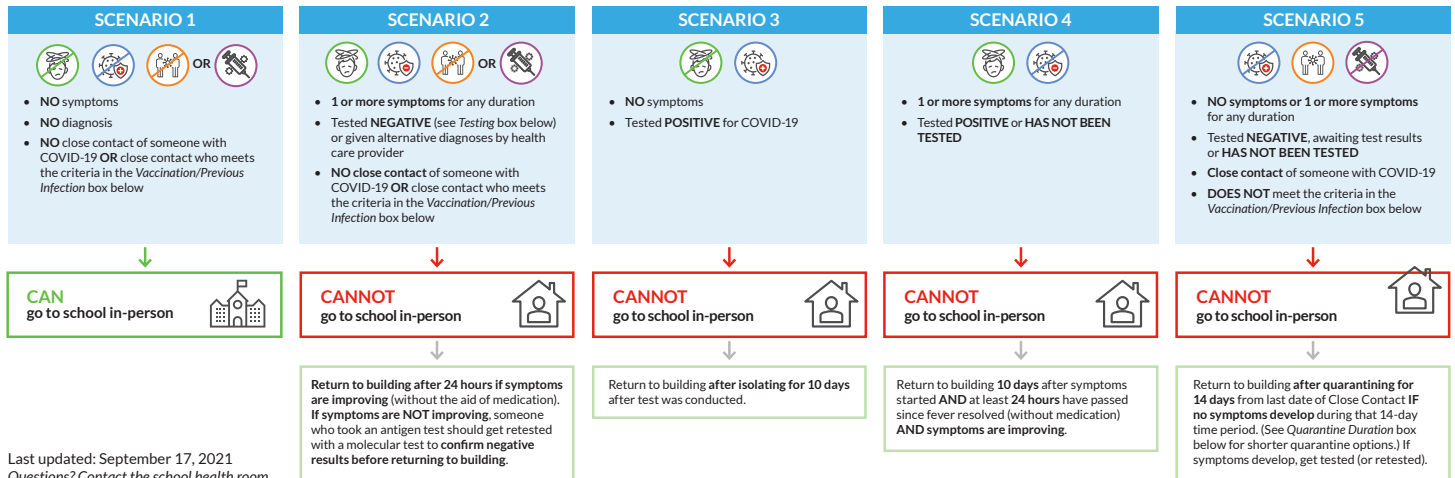 SCENARIO 1
OR
• NO symptoms
• NO diagnosis
• NO close contact of someone with
COVID-19 OR close contact who meets
the criteria in the Vaccination/Previous
Infection box below
CAN
go to school in-person
Last updated: September 17, 2021
Questions? Contact the school health room
SCENARIO 2
OR
• 1 or more symptoms for any duration
• Tested NEGATIVE (see Testing box below)
or given alternative diagnoses by health
care provider
• NO close contact of someone with
COVID-19 OR close contact who meets
the criteria in the Vaccination/Previous
Infection box below
CANNOT
go to school in-person
Return to building after 24 hours if symptoms
are improving (without the aid of medication).
If symptoms are NOT improving, someone
who took an antigen test should get retested
with a molecular test to confirm negative
results before returning to building.
SCENARIO 3
• NO symptoms
• Tested POSITIVE for COVID-19
CANNOT
go to school in-person
Return to building after isolating for 10 days
after test was conducted.
SCENARIO 4
• 1 or more symptoms for any duration
• Tested POSITIVE or HAS NOT BEEN
TESTED
CANNOT
go to school in-person
Return to building 10 days after symptoms
started AND at least 24 hours have passed
since fever resolved (without medication)
AND symptoms are improving.
SCENARIO 5
• NO symptoms or 1 or more symptoms
for any duration
• Tested NEGATIVE, awaiting test results
or HAS NOT BEEN TESTED
• Close contact of someone with COVID-19
• DOES NOT meet the criteria in the
Vaccination/Previous Infection box below
CANNOT
go to school in-person
Return to building after quarantining for
14 days from last date of Close Contact IF
no symptoms develop during that 14-day
time period. (See Quarantine Duration box
below for shorter quarantine options.) If
symptoms develop, get tested (or retested).